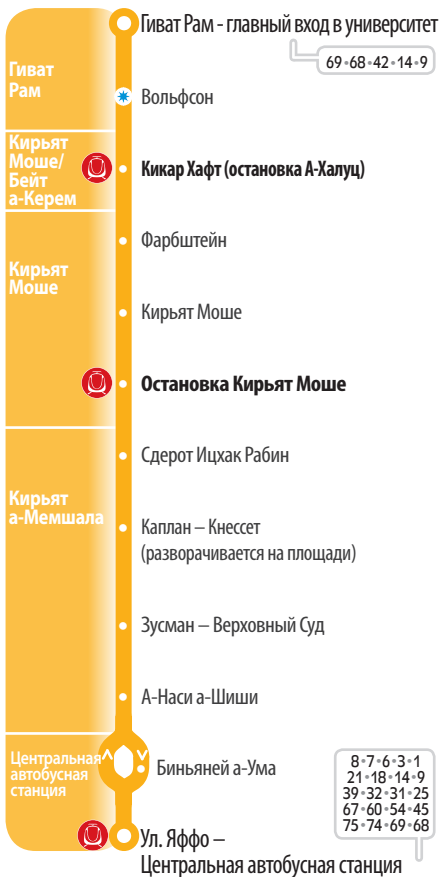 Гиват Рам - главный вход в университет
69•68•42•14•9
Гиват
Рам
Вольфсон
Кирьят
Моше/
Бейт
а-Керем
Кикар Хафт (остановка А-Халуц)
Фарбштейн
Кирьят
Моше
Кирьят Моше
Остановка Кирьят Моше
Сдерот Ицхак Рабин
Кирьят
а-Мемшала
Каплан – Кнессет
(разворачивается на площади)
Зусман – Верховный Суд
А-Наси а-Шиши
Центральная
автобусная
станция
Биньяней а-Ума
8•7•6•3•1
21•18•14•9
39•32•31•25
67•60•54•45
75•74•69•68
Ул. Яффо –
Центральная автобусная станция